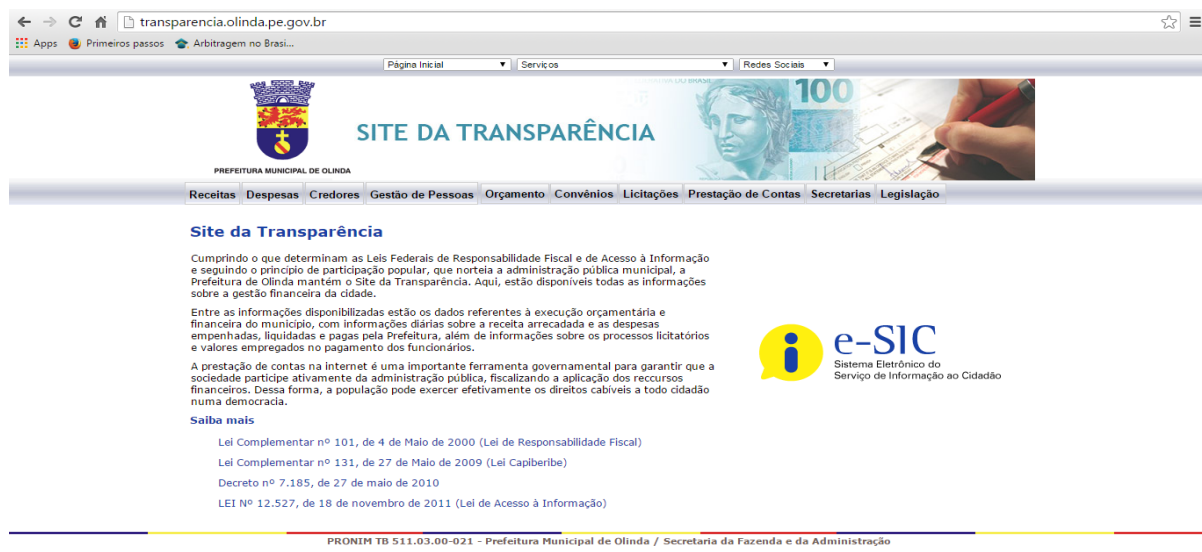 transparencia.olinda.pe.gov.br
Apps Primeiros passos Arbitragem no Brasi...
Página Inicial Serviços Redes Sociais
100
SITE DA TRANSPARÊNCIA
PREFEITURA MUNICIPAL DE OLINDA
Receitas Despesas Credores Gestão de Pessoas Orçamento Convênios Licitações Prestação de Contas Secretarias Legislação
Site da Transparência
Cumprindo o que determinam as Leis Federais de Responsabilidade Fiscal e de Acesso à Informação
e seguindo o princípio de participação popular, que norteia a administração pública municipal, a
Prefeitura de Olinda mantém o Site da Transparência. Aqui, estão disponíveis todas as informações
sobre a gestão financeira da cidade.
Entre as informações disponibilizadas estão os dados referentes à execução orçamentária e
financeira do município, com informações diárias sobre a receita arrecadada e as despesas
empenhadas, liquidadas e pagas pela Prefeitura, além de informações sobre os processos licitatórios
e valores empregados no pagamento dos funcionários.
A prestação de contas na internet é uma importante ferramenta governamental para garantir que a
sociedade participe ativamente da administração pública, fiscalizando a aplicação dos reccursos
financeiros. Dessa forma, a população pode exercer efetivamente os direitos cabíveis a todo cidadão
numa democracia.
e-SIC
Sistema Eletrônico do
Serviço de Informação ao Cidadão
Saiba mais
Lei Complementar nº 101, de 4 de Maio de 2000 (Lei de Responsabilidade Fiscal)
Lei Complementar nº 131, de 27 de Maio de 2009 (Lei Capiberibe)
Decreto nº 7.185, de 27 de maio de 2010
LEI Nº 12.527, de 18 de novembro de 2011 (Lei de Acesso à Informação)
PRONIM TB 511.03.00-021 - Prefeitura Municipal de Olinda / Secretaria da Fazenda e da Administração